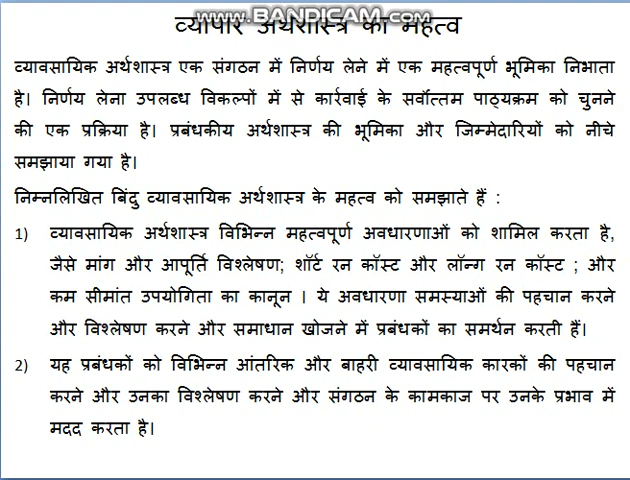 www.BANDICAM.com
व्यापार अर्थशास्त्र का महत्व
व्यावसायिक अर्थशास्त्र एक संगठन में निर्णय लेने में एक महत्वपूर्ण भूमिका निभाता
है। निर्णय लेना उपलब्ध विकल्पों में से कार्रवाई के सर्वोत्तम पाठ्यक्रम को चुनने
की एक प्रक्रिया है। प्रबंधकीय अर्थशास्त्र की भूमिका और जिम्मेदारियों को नीचे
समझाया गया है।
निम्नलिखित बिंदु व्यावसायिक अर्थशास्त्र के महत्व को समझाते हैं :
1) व्यावसायिक अर्थशास्त्र विभिन्न महत्वपूर्ण अवधारणाओं को शामिल करता है,
जैसे मांग और आपूर्ति विश्लेषण; शॉर्ट रन कॉस्ट और लॉन्ग रन कॉस्ट ; और
कम सीमांत उपयोगिता का कानून । ये अवधारणा समस्याओं की पहचान करने
और विश्लेषण करने और समाधान खोजने में प्रबंधकों का समर्थन करती हैं।
2) यह प्रबंधकों को विभिन्न आंतरिक और बाहरी व्यावसायिक कारकों की पहचान
करने और उनका विश्लेषण करने और संगठन के कामकाज पर उनके प्रभाव में
मदद करता है।